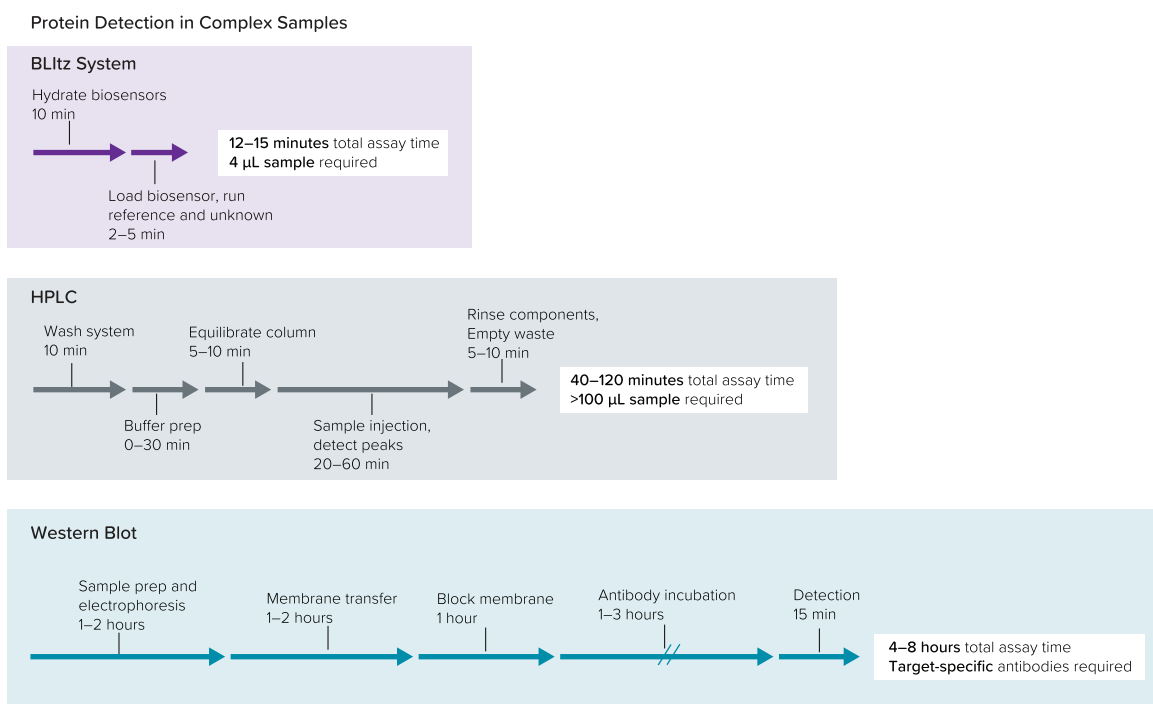 Protein Detection in Complex Samples
BLItz System
Hydrate biosensors
10 min
12–15 minutes total assay time
4 µL sample required
Load biosensor, run
reference and unknown
2–5 min
HPLC
Wash system
10 min
Equilibrate column
5–10 min
Rinse components,
Empty waste
5–10 min
40–120 minutes total assay time
>100 µL sample required
Buffer prep
0–30 min
Sample injection,
detect peaks
20–60 min
Western Blot
Sample prep and
electrophoresis
1–2 hours
Membrane transfer
1–2 hours
Block membrane
1 hour
Antibody incubation
1–3 hours
Detection
15 min
4–8 hours total assay time
Target-specific antibodies required